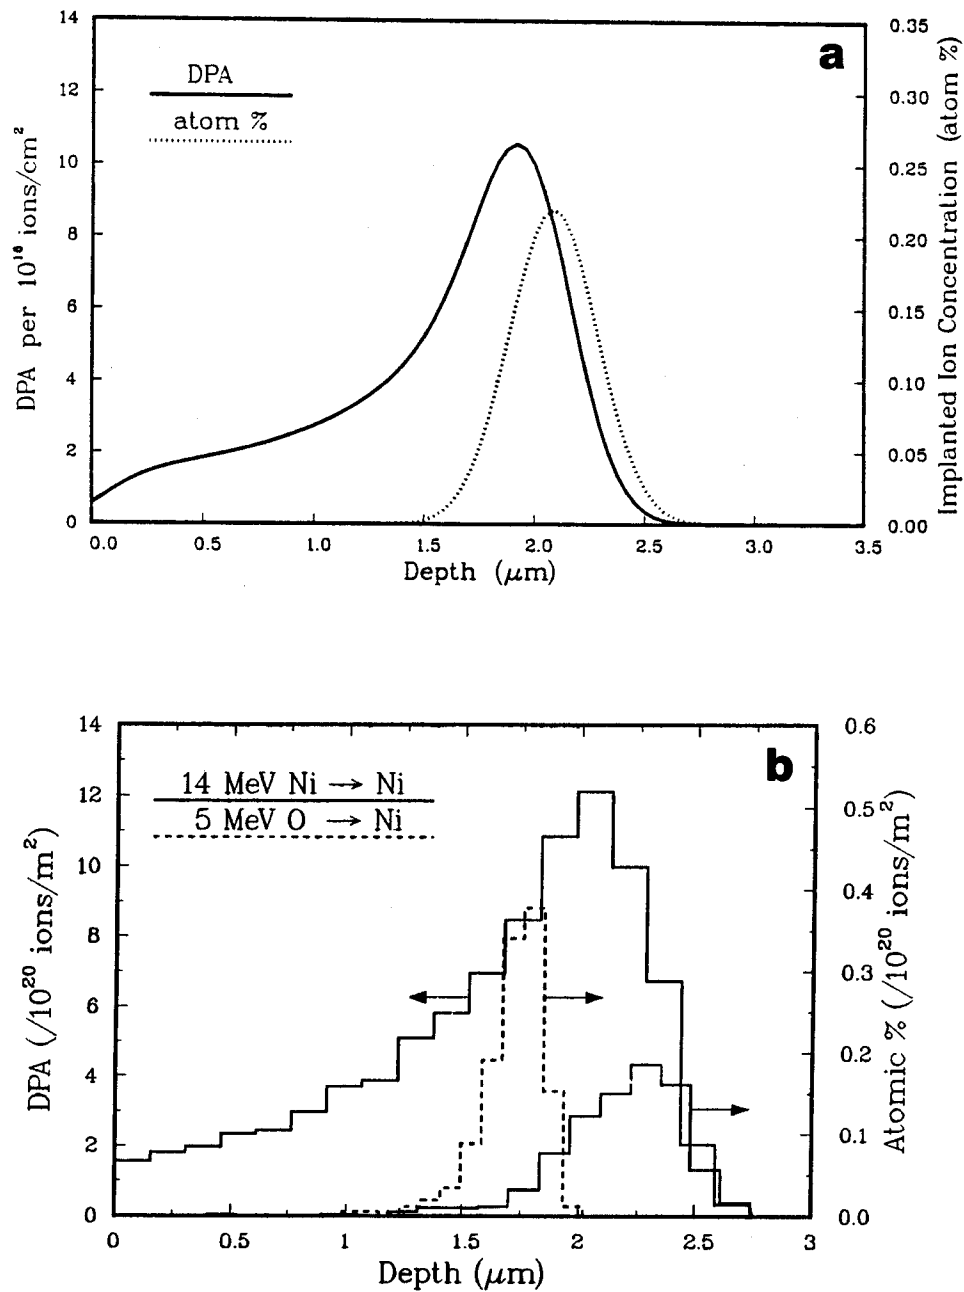 a
DPA
atom %
14
12
10
8
6
4
2
0
DPA per 10¹⁶ ions/cm²
0.35
0.30
0.25
0.20
0.15
0.10
0.05
0.00
Implanted Ion Concentration (atom %)
0.0 0.5 1.0 1.5 2.0 2.5 3.0 3.5
Depth (μm)
b
14 MeV Ni → Ni
5 MeV O → Ni
14
12
10
8
6
4
2
0
DPA (/10²⁰ ions/m²)
0.6
0.5
0.4
0.3
0.2
0.1
0.0
Atomic % (/10²⁰ ions/m²)
0 0.5 1 1.5 2 2.5 3
Depth (μm)